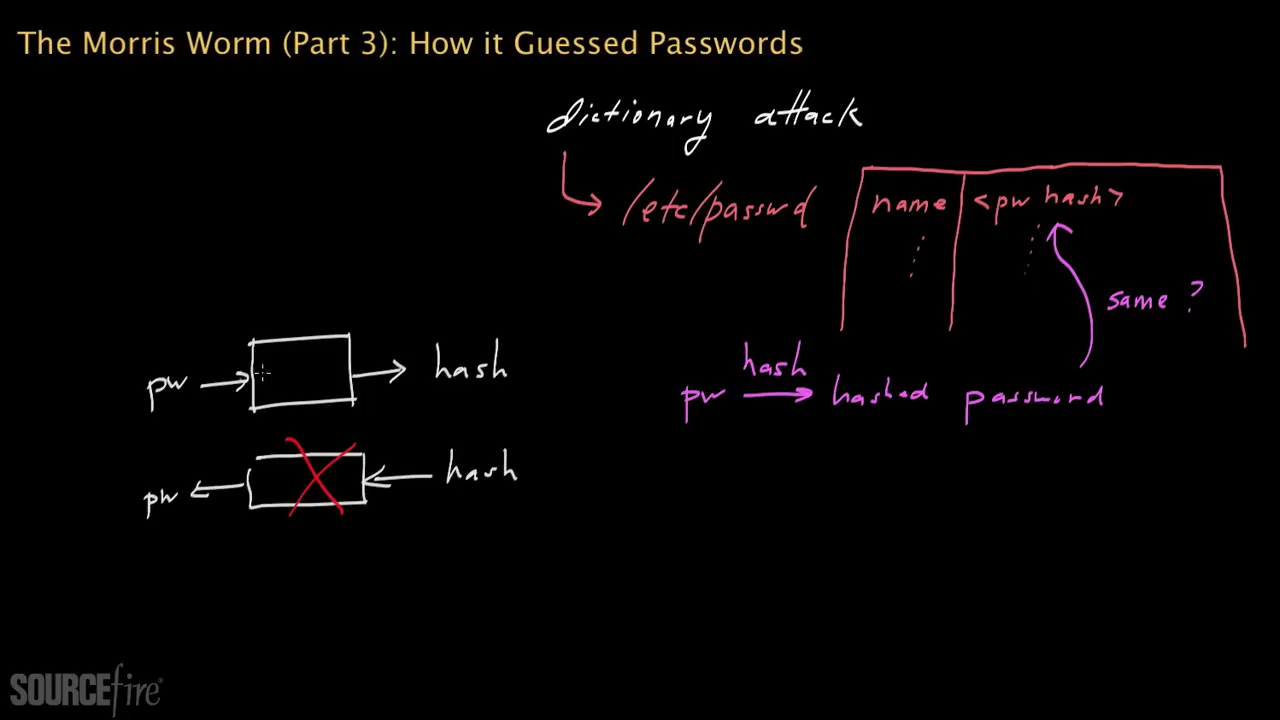 The Morris Worm (Part 3): How it Guessed Passwords
dictionary attack
/etc/passwd
name <pw hash>
same ?
pw hash
hash
pw hashed password
pw hash
SOURCEfire®